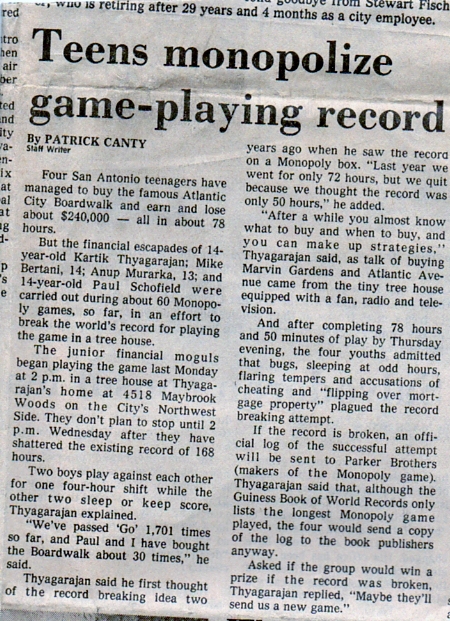 who is retiring after 29 years and 4 months as a city employee.
Teens monopolize
game-playing record
By PATRICK CANTY
Staff Writer
Four San Antonio teenagers have
managed to buy the famous Atlantic
City Boardwalk and earn and lose
about $240,000 — all in about 78
hours.
But the financial escapades of 14-
year-old Kartik Thyagarajan; Mike
Bertani, 14; Anup Murarka, 13; and
14-year-old Paul Schofield were
carried out during about 60 Monopo-
ly games, so far, in an effort to
break the world's record for playing
the game in a tree house.
The junior financial moguls
began playing the game last Monday
at 2 p.m. in a tree house at Thyaga-
rajan's home at 4518 Maybrook
Woods on the City's Northwest
Side. They don't plan to stop until 2
p.m. Wednesday after they have
shattered the existing record of 168
hours.
Two boys play against each other
for one four-hour shift while the
other two sleep or keep score,
Thyagarajan explained.
"We've passed 'Go' 1,701 times
so far, and Paul and I have bought
the Boardwalk about 30 times," he
said.
Thyagarajan said he first thought
of the record breaking idea two
years ago when he saw the record
on a Monopoly box. "Last year we
went for only 72 hours, but we quit
because we thought the record was
only 50 hours," he added.
"After a while you almost know
what to buy and when to buy, and
you can make up strategies,"
Thyagarajan said, as talk of buying
Marvin Gardens and Atlantic Ave-
nue came from the tiny tree house
equipped with a fan, radio and tele-
vision.
And after completing 78 hours
and 50 minutes of play by Thursday
evening, the four youths admitted
that bugs, sleeping at odd hours,
flaring tempers and accusations of
cheating and "flipping over mort-
gage property" plagued the record
breaking attempt.
If the record is broken, an offi-
cial log of the successful attempt
will be sent to Parker Brothers
(makers of the Monopoly game).
Thyagarajan said that, although the
Guiness Book of World Records only
lists the longest Monopoly game
played, the four would send a copy
of the log to the book publishers
anyway.
Asked if the group would win a
prize if the record was broken,
Thyagarajan replied, "Maybe they'll
send us a new game."